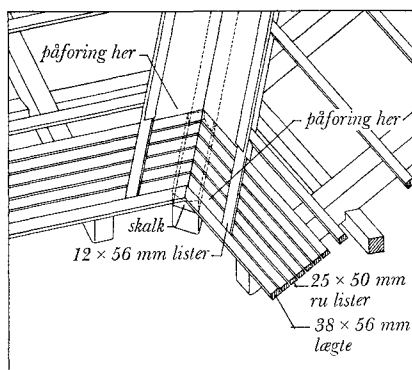 påforing her
påforing her
skalk
12 × 56 mm lister
25 × 50 mm
ru lister
38 × 56 mm
lægte